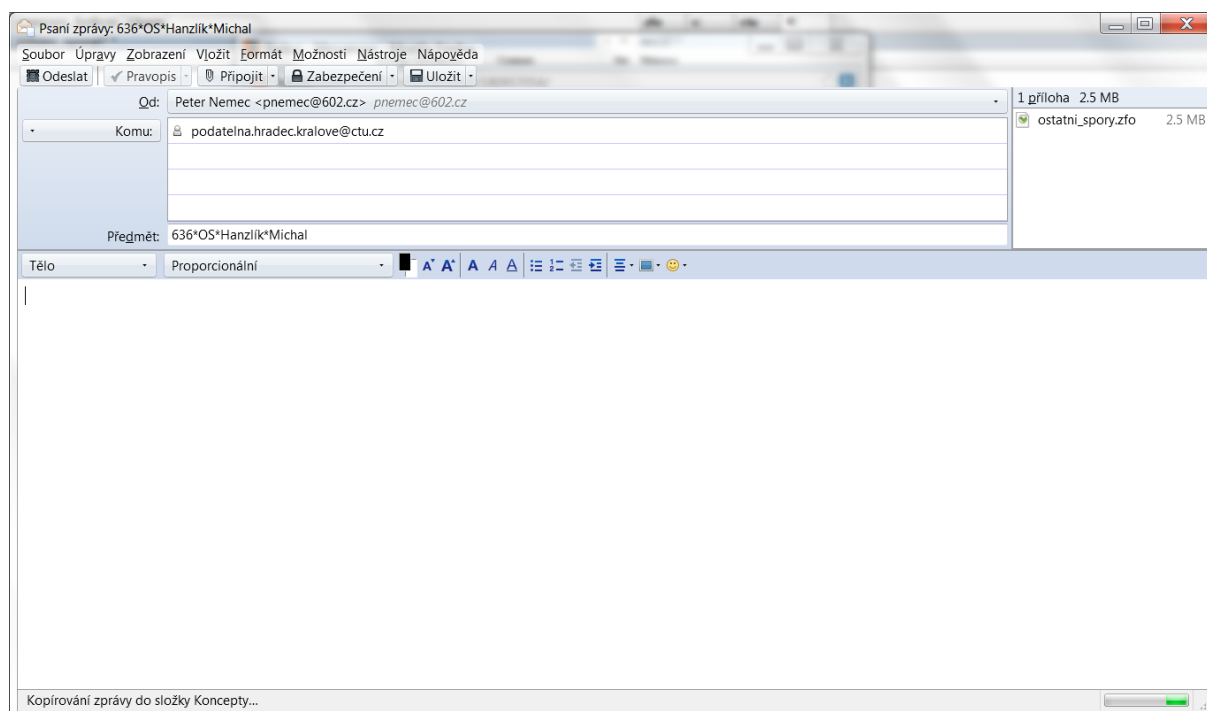 Psaní zprávy: 636*OS*Hanzlík*Michal
Soubor Úpravy Zobrazení Vložit Formát Možnosti Nástroje Nápověda
Odeslat Pravopis Připojit Zabezpečení Uložit
Od: Peter Nemec <pnemec@602.cz> pnemec@602.cz
1 příloha 2.5 MB
Komu: podatelna.hradec.kralove@ctu.cz
ostatni_spory.zfo 2.5 MB
Předmět: 636*OS*Hanzlík*Michal
Tělo Proporcionální
Kopírování zprávy do složky Koncepty...